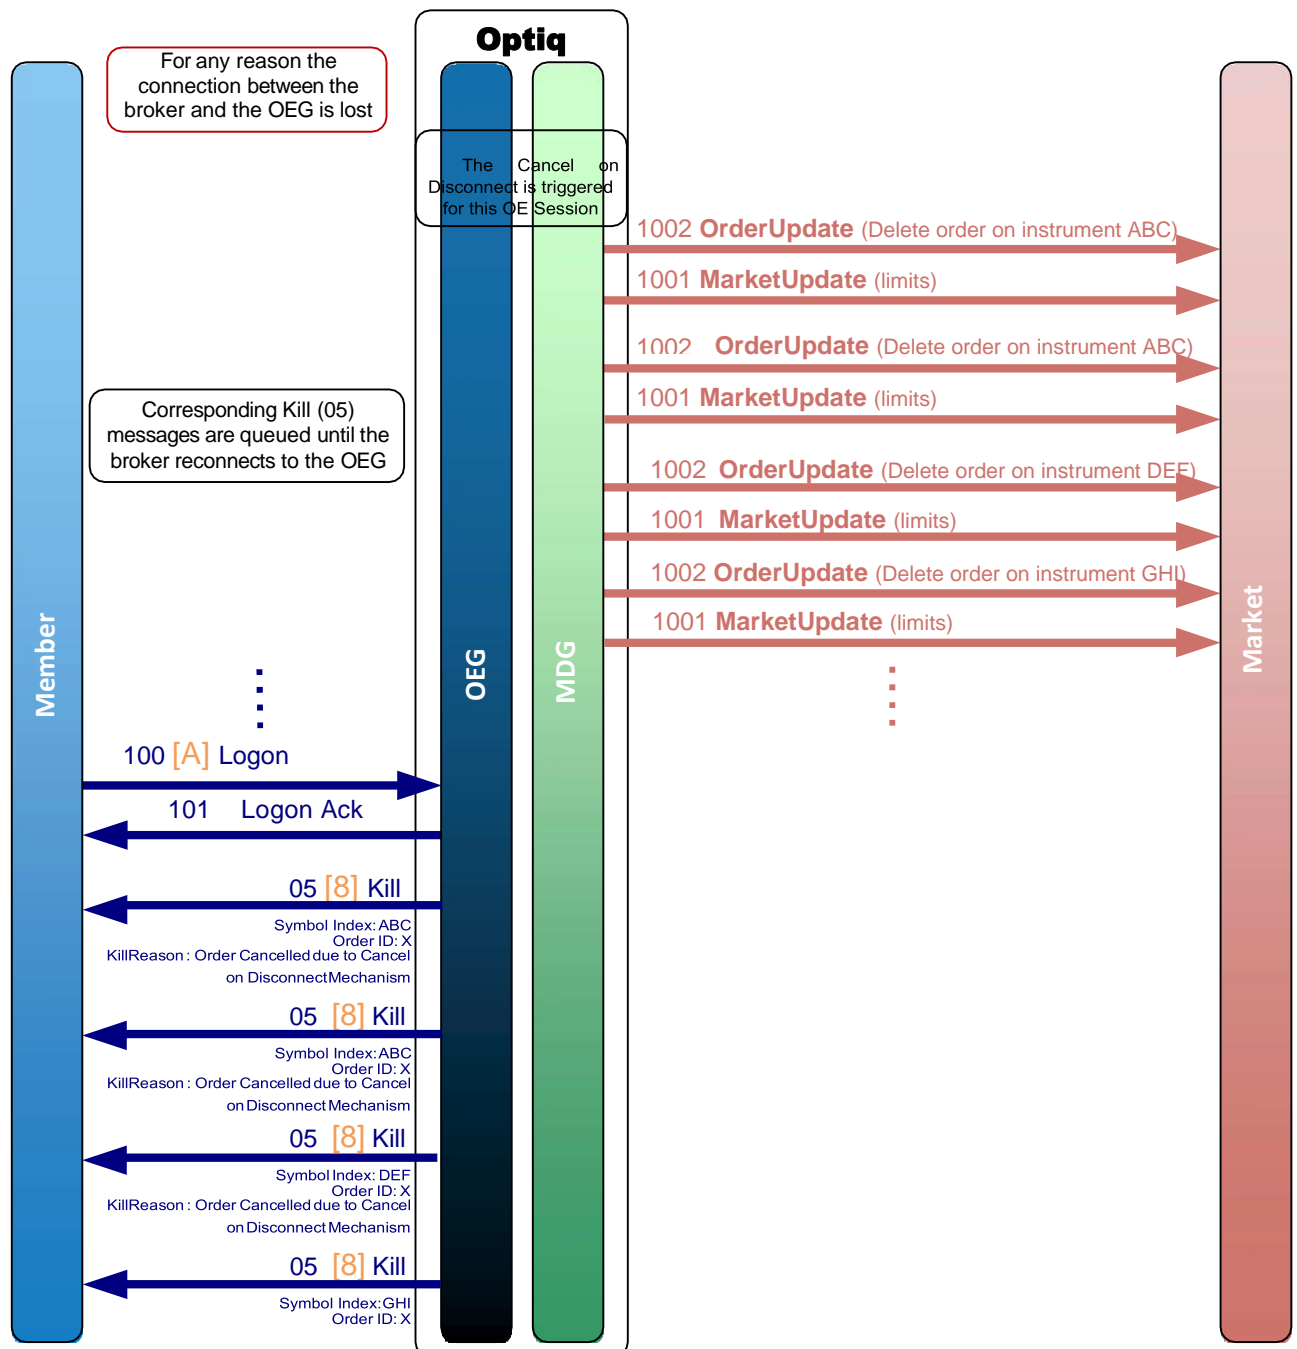 Optiq
For any reason the
connection between the
broker and the OEG is lost
The Cancel on
Disconnect is triggered
for this OE Session
1002 OrderUpdate (Delete order on instrument ABC)
1001 MarketUpdate (limits)
1002 OrderUpdate (Delete order on instrument ABC)
1001 MarketUpdate (limits)
Corresponding Kill (05)
messages are queued until the
broker reconnects to the OEG
1002 OrderUpdate (Delete order on instrument DEF)
1001 MarketUpdate (limits)
1002 OrderUpdate (Delete order on instrument GHI)
1001 MarketUpdate (limits)
Member
OEG
MDG
Market
100 [A] Logon
101 Logon Ack
05 [8] Kill
Symbol Index: ABC
Order ID: X
KillReason : Order Cancelled due to Cancel
on Disconnect Mechanism
05 [8] Kill
Symbol Index: ABC
Order ID: X
KillReason : Order Cancelled due to Cancel
on Disconnect Mechanism
05 [8] Kill
Symbol Index: DEF
Order ID: X
KillReason : Order Cancelled due to Cancel
on Disconnect Mechanism
05 [8] Kill
Symbol Index: GHI
Order ID: X